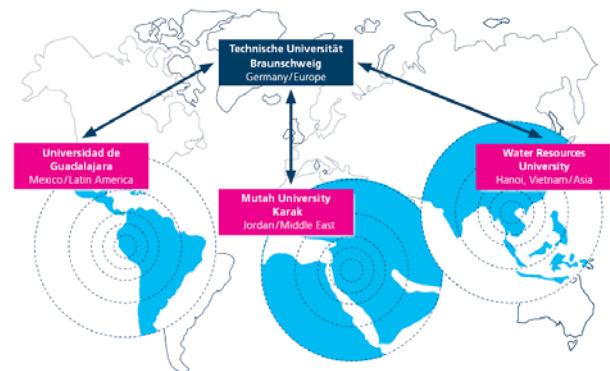 Technische Universität
Braunschweig
Germany/Europe
Universidad de
Guadalajara
Mexico/Latin America
Mutah University
Karak
Jordan/Middle East
Water Resources
University
Hanoi, Vietnam/Asia